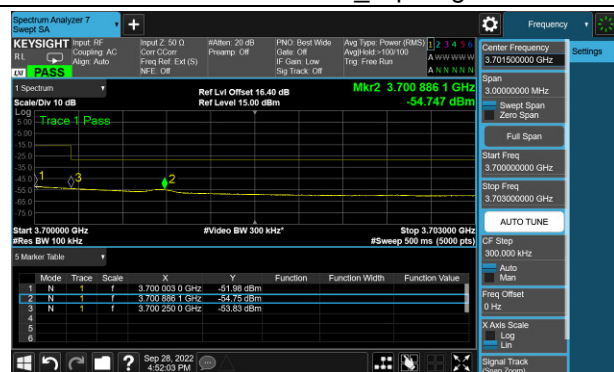 Spectrum Analyzer 7
Swept SA
Frequency
KEYSIGHT
RL
LXI
PASS
Input: RF
Coupling: AC
Align: Auto
Input Z: 50 Ω
Corr CCorr
Freq Ref: Ext (S)
NFE: Off
#Atten: 20 dB
Preamp: Off
PNO: Best Wide
Gate: Off
IF Gain: Low
Sig Track: Off
Avg Type: Power (RMS)
Avg|Hold:>100/100
Trig: Free Run
1 2 3 4 5 6
A W W W W W
A N N N N N
Center Frequency
3.701500000 GHz
Settings
Span
3.00000000 MHz
Swept Span
Zero Span
Full Span
Start Freq
3.700000000 GHz
Stop Freq
3.703000000 GHz
AUTO TUNE
CF Step
300.000 kHz
Auto
Man
Freq Offset
0 Hz
X Axis Scale
Log
Lin
Signal Track
(Span Zoom)
1 Spectrum
Scale/Div 10 dB
Ref Lvl Offset 16.40 dB
Ref Level 15.00 dBm
Mkr2 3.700 886 1 GHz
-54.747 dBm
Log
Trace 1 Pass
5.00
-5.00
-15.0
-25.0
-35.0
-45.0
-55.0
-65.0
-75.0
1
3
2
Start 3.700000 GHz
#Res BW 100 kHz
#Video BW 300 kHz*
Stop 3.703000 GHz
#Sweep 500 ms (5000 pts)
5 Marker Table
Mode Trace Scale X Y Function Function Width Function Value
1 N 1 f 3.700 003 0 GHz -51.98 dBm
2 N 1 f 3.700 886 1 GHz -54.75 dBm
3 N 1 f 3.700 250 0 GHz -53.83 dBm
4
5
6
?
Sep 28, 2022
4:52:03 PM